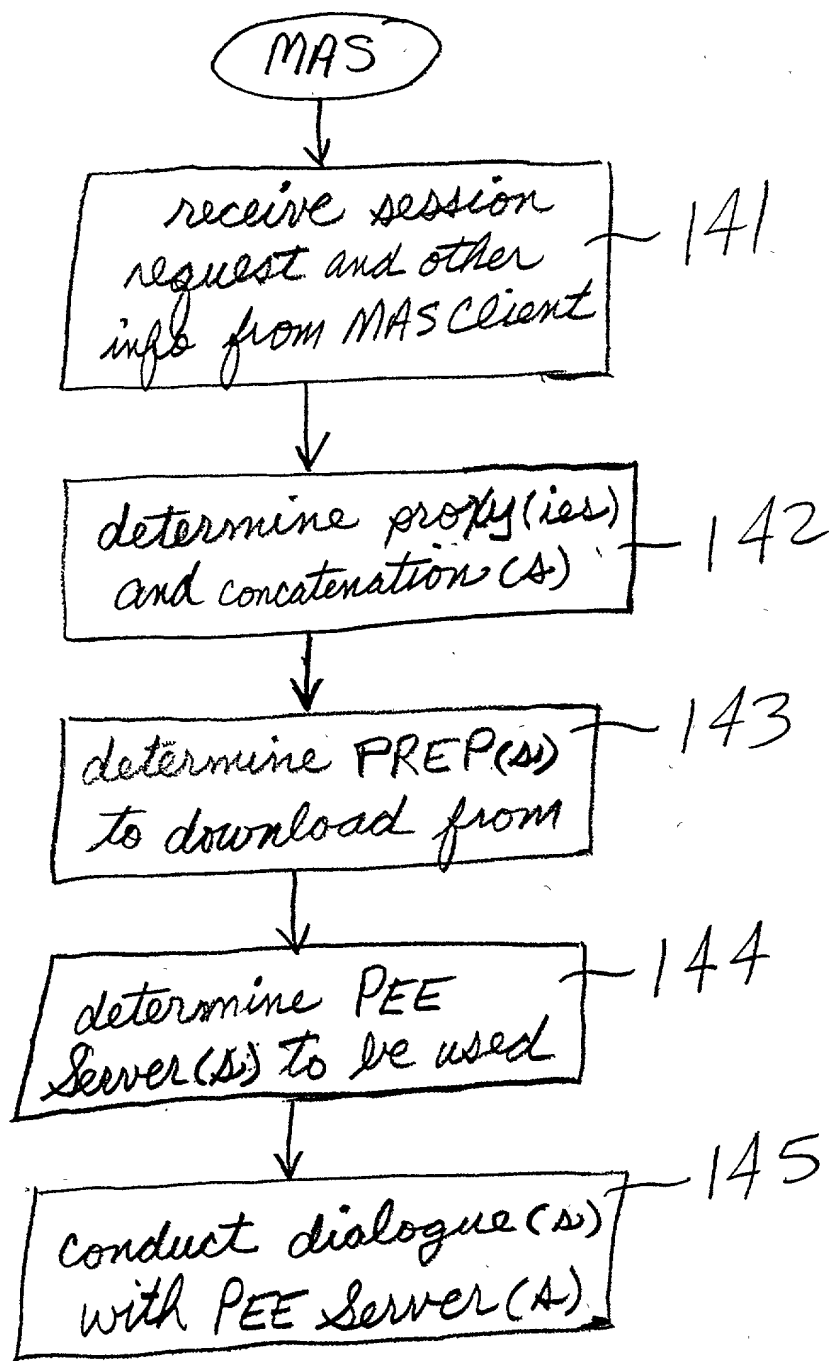 MAS
receive session
request and other
info from MAS Client
141
determine proxy(ies)
and concatenation(s)
142
determine PREP(s)
to download from
143
determine PEE
Server(s) to be used
144
conduct dialogue(s)
with PEE Server(s)
145